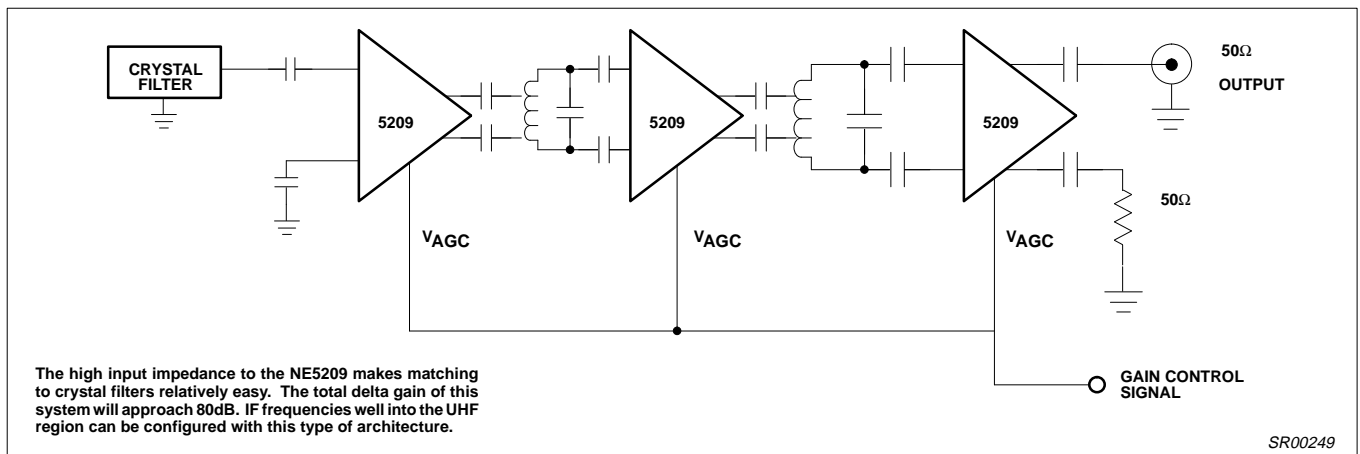 CRYSTAL
FILTER
5209
5209
5209
50Ω
OUTPUT
50Ω
VAGC
VAGC
VAGC
GAIN CONTROL
SIGNAL
The high input impedance to the NE5209 makes matching
to crystal filters relatively easy. The total delta gain of this
system will approach 80dB. IF frequencies well into the UHF
region can be configured with this type of architecture.
SR00249